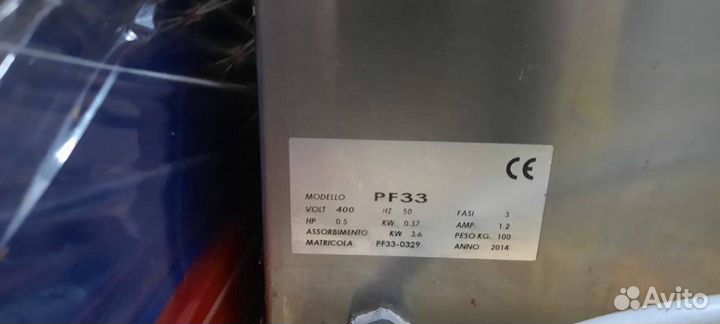 CE
MODELLO PF33
VOLT 400 HZ 50 FASI 3
HP 0.5 KW 0.37 AMP. 1.2
ASSORBIMENTO KW 3.6 PESO KG. 100
MATRICOLA PF33-0329 ANNO 2014
Avito